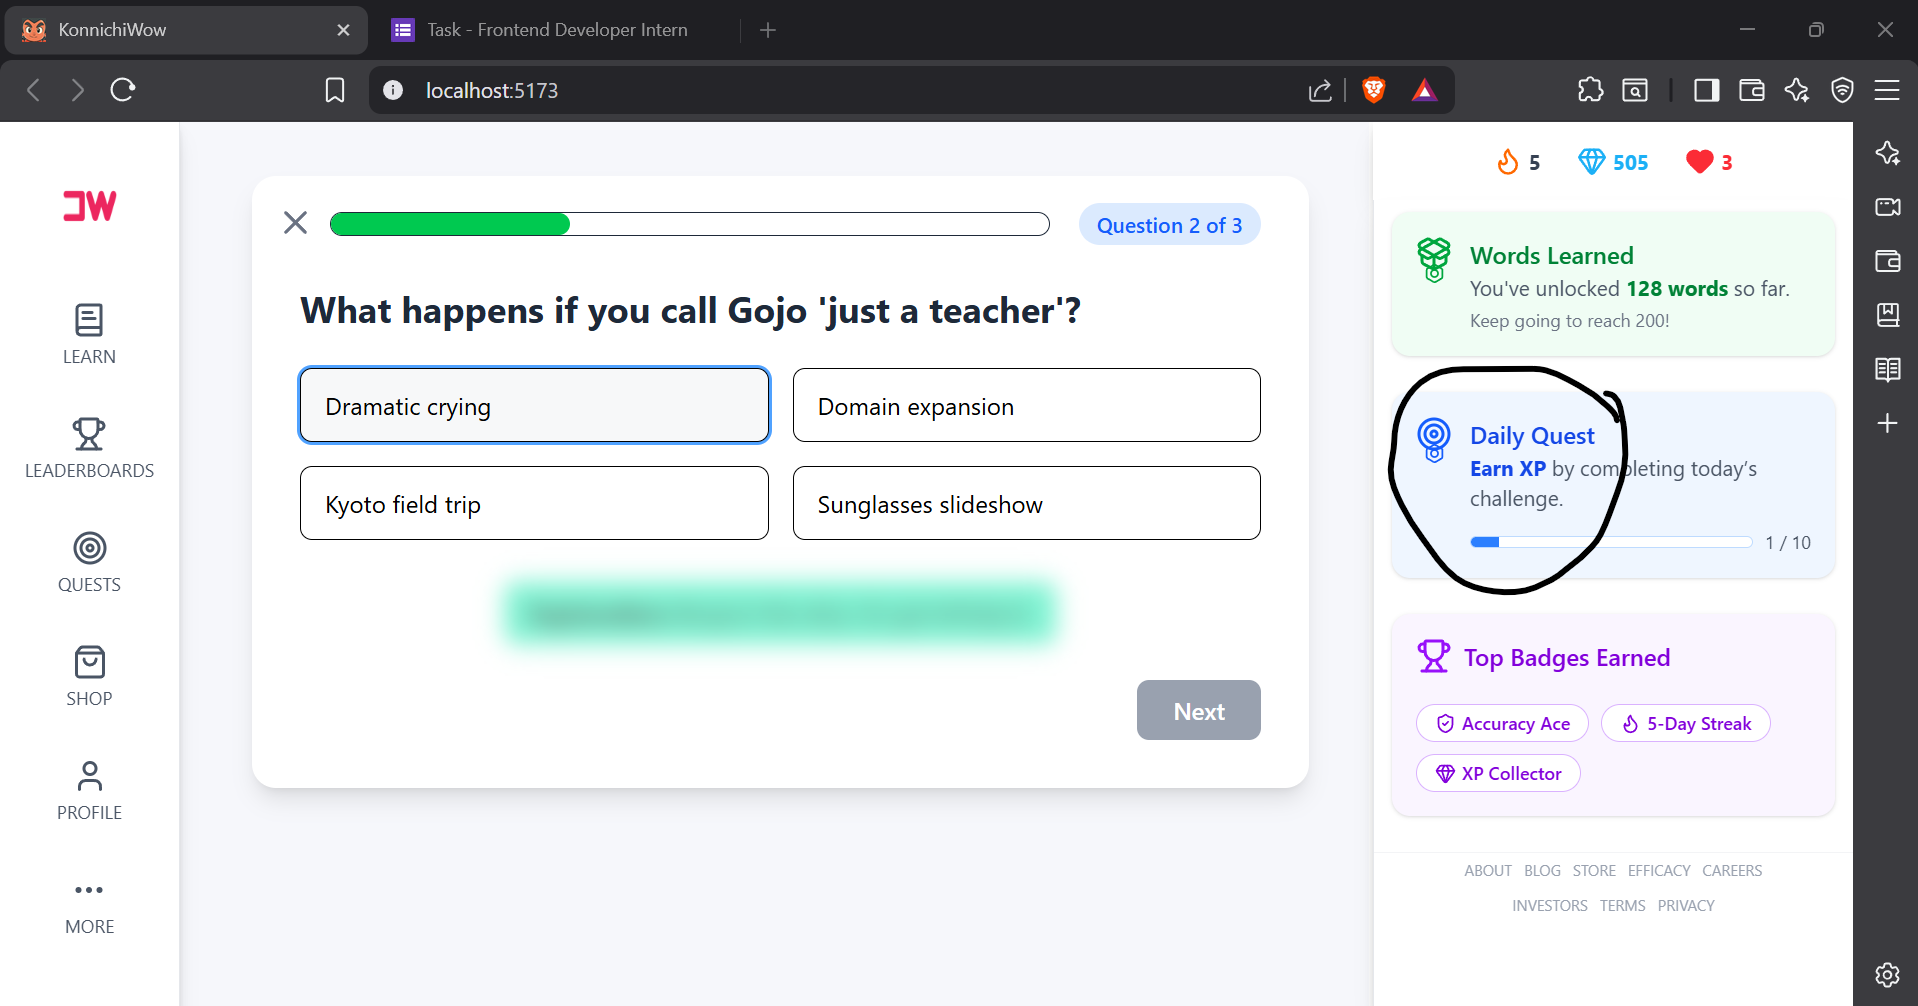 KonnichiWow
Task - Frontend Developer Intern
localhost:5173
LEARN
LEADERBOARDS
QUESTS
SHOP
PROFILE
MORE
Question 2 of 3
What happens if you call Gojo 'just a teacher'?
Dramatic crying
Domain expansion
Kyoto field trip
Sunglasses slideshow
Next
5
505
3
Words Learned
You've unlocked 128 words so far.
Keep going to reach 200!
Daily Quest
Earn XP by completing today’s
challenge.
1 / 10
Top Badges Earned
Accuracy Ace
5-Day Streak
XP Collector
ABOUT BLOG STORE EFFICACY CAREERS
INVESTORS TERMS PRIVACY